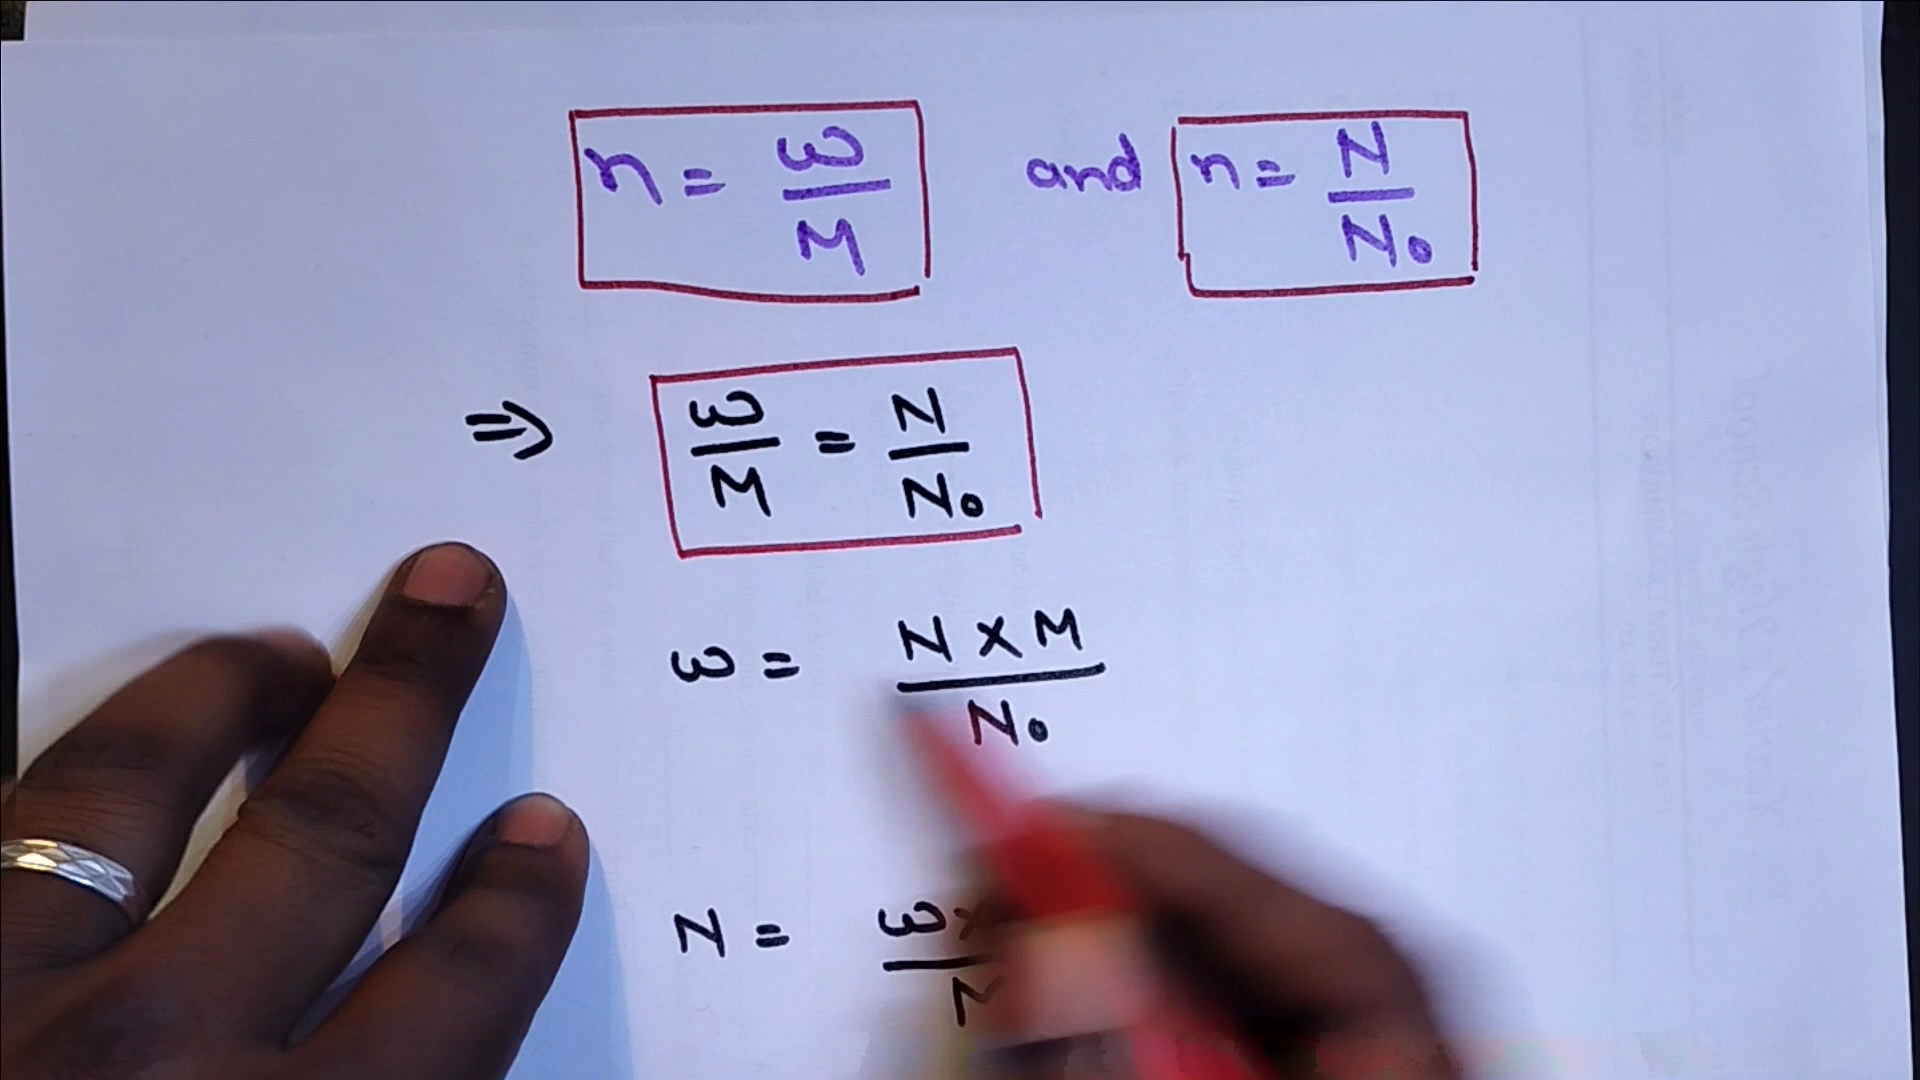 n = ω/M and n = N/N₀
⇒ ω/M = N/N₀
ω = N × M/N₀
N = ω×